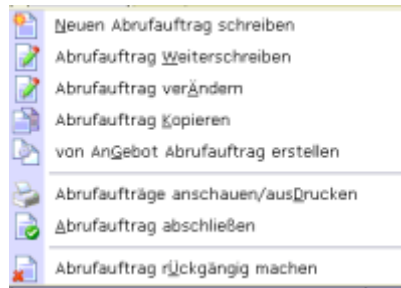 Neuen Abrufauftrag schreiben
Abrufauftrag Weiterschreiben
Abrufauftrag verÄndern
Abrufauftrag Kopieren
von AnGebot Abrufauftrag erstellen
Abrufaufträge anschauen/ausDrucken
Abrufauftrag abschließen
Abrufauftrag rÜckgängig machen